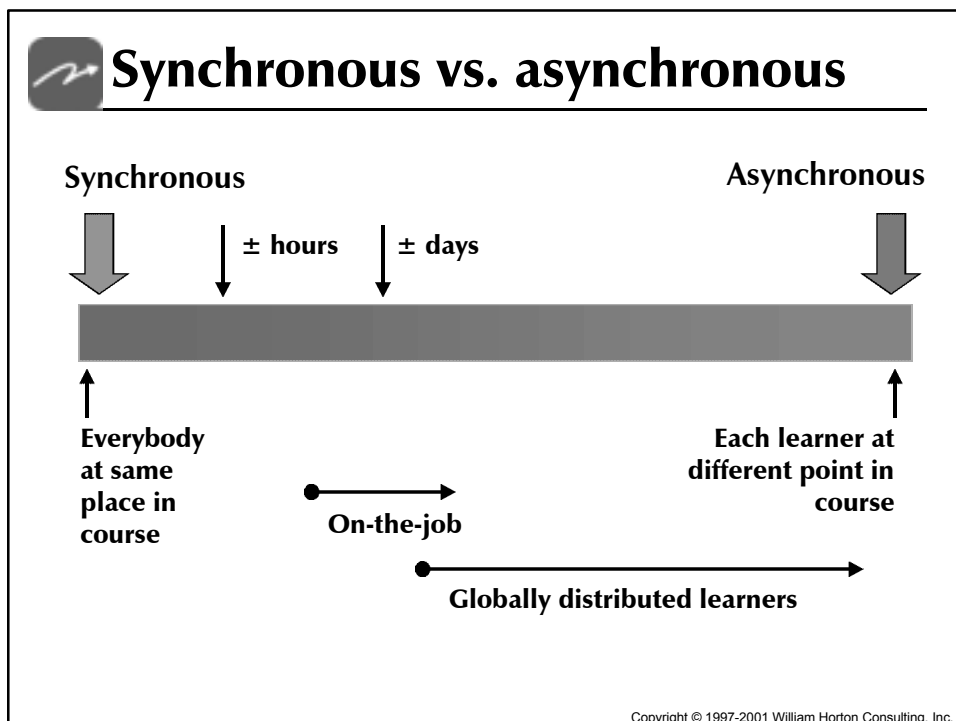 Synchronous vs. asynchronous
Synchronous
Asynchronous
± hours
± days
Everybody
at same
place in
course
Each learner at
different point in
course
On-the-job
Globally distributed learners
Copyright © 1997-2001 William Horton Consulting, Inc.